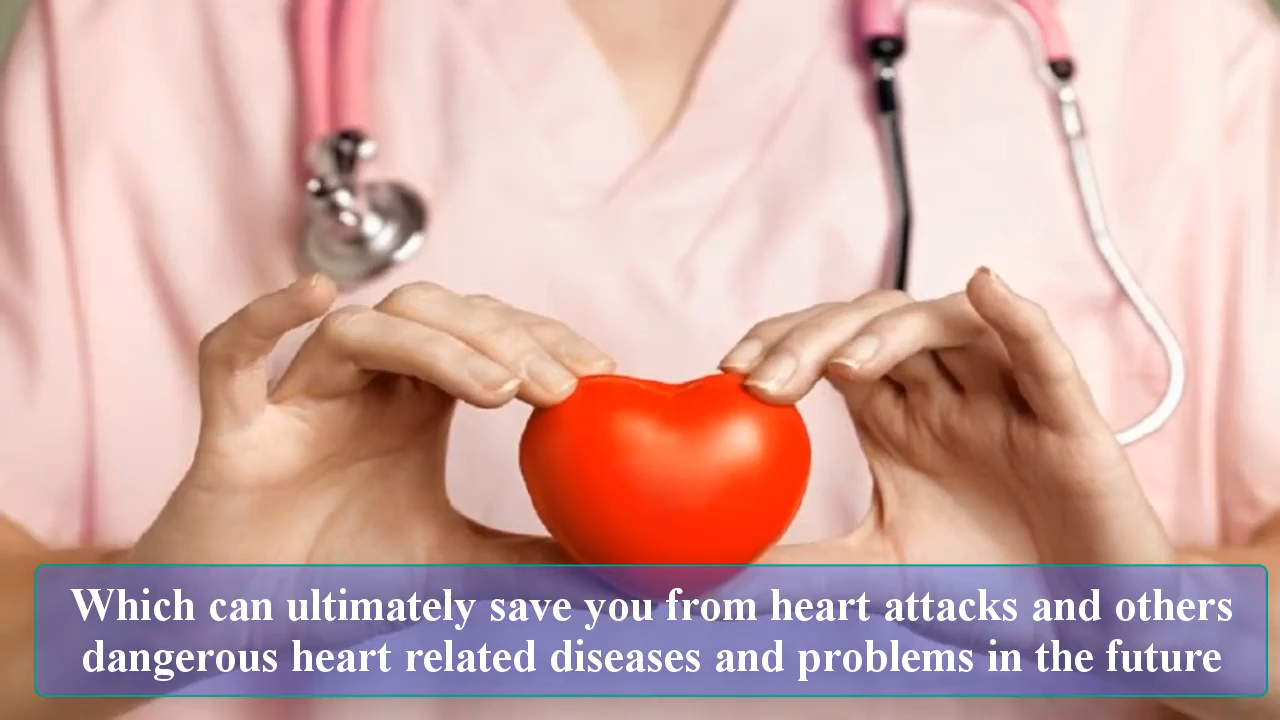 Which can ultimately save you from heart attacks and others
dangerous heart related diseases and problems in the future